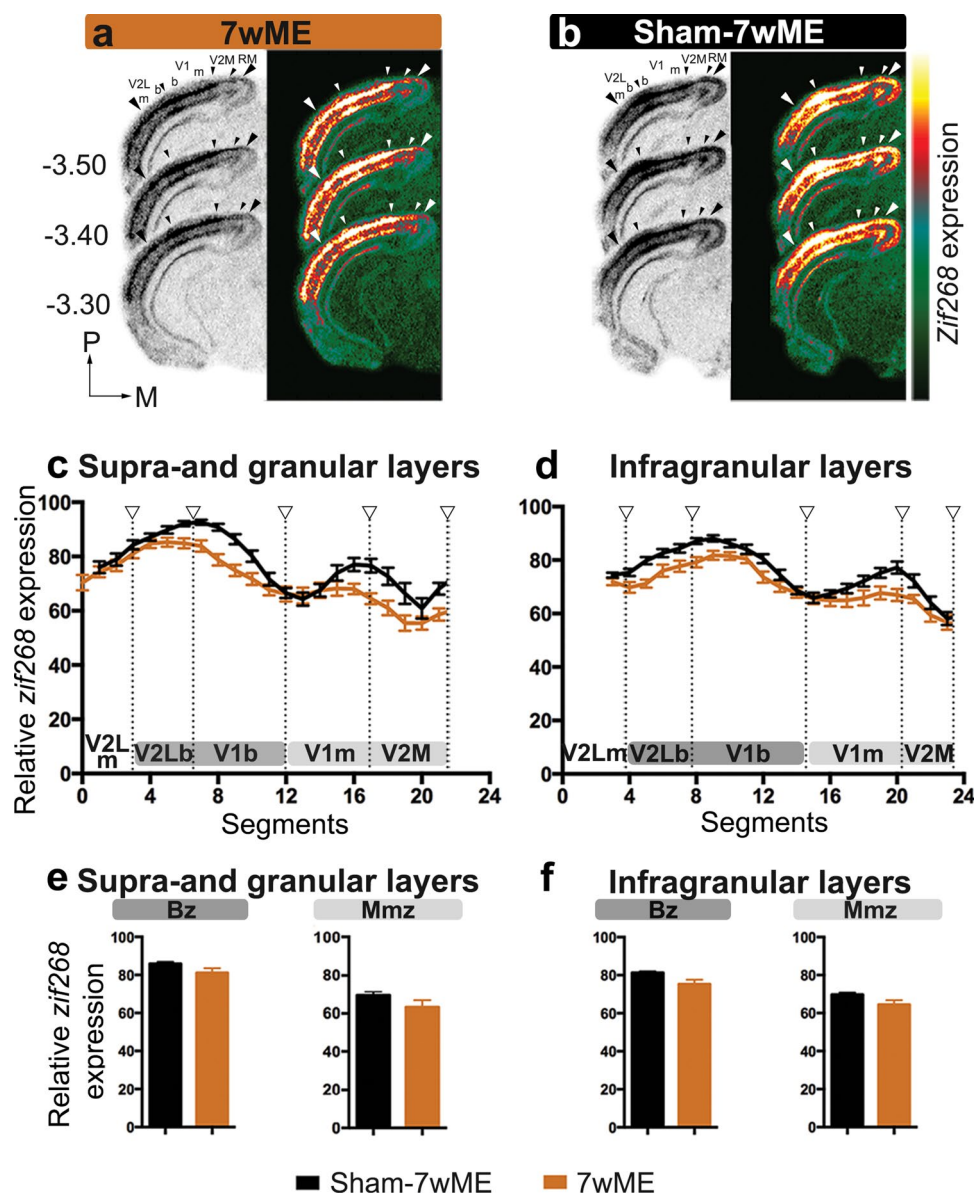 a 7wME
b Sham-7wME
V2L m b b V1 m V2M RM
V2L m b b V1 m V2M RM
-3.50
-3.40
-3.30
P
M
Zif268 expression
c Supra-and granular layers
Relative zif268 expression
100
80
60
40
20
0
V2L
m
V2Lb V1b V1m V2M
0 4 8 12 16 20 24
Segments
d Infragranular layers
100
80
60
40
20
0
V2Lm V2Lb V1b V1m V2M
0 4 8 12 16 20 24
Segments
e Supra-and granular layers
Relative zif268
expression
Bz
100
80
60
40
20
0
Mmz
100
80
60
40
20
0
f Infragranular layers
Bz
100
80
60
40
20
0
Mmz
100
80
60
40
20
0
Sham-7wME 7wME